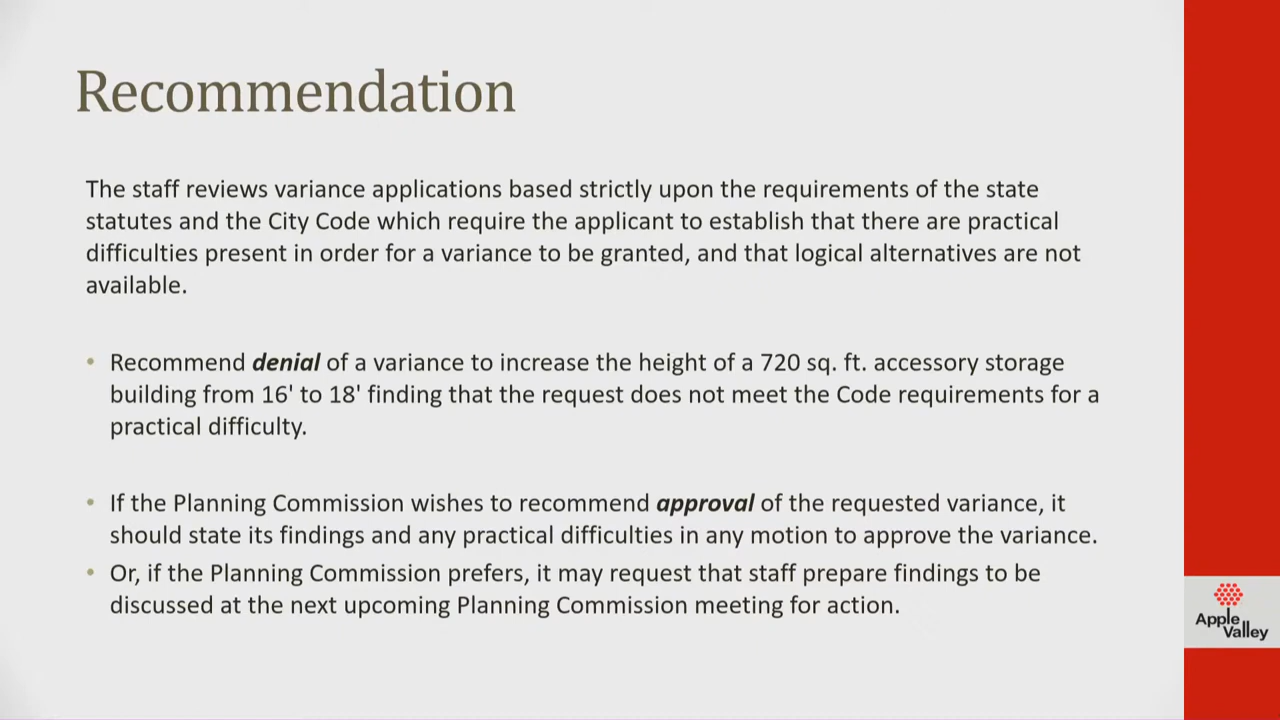 Recommendation
The staff reviews variance applications based strictly upon the requirements of the state
statutes and the City Code which require the applicant to establish that there are practical
difficulties present in order for a variance to be granted, and that logical alternatives are not
available.
• Recommend denial of a variance to increase the height of a 720 sq. ft. accessory storage
building from 16' to 18' finding that the request does not meet the Code requirements for a
practical difficulty.
• If the Planning Commission wishes to recommend approval of the requested variance, it
should state its findings and any practical difficulties in any motion to approve the variance.
• Or, if the Planning Commission prefers, it may request that staff prepare findings to be
discussed at the next upcoming Planning Commission meeting for action.
Apple
Valley